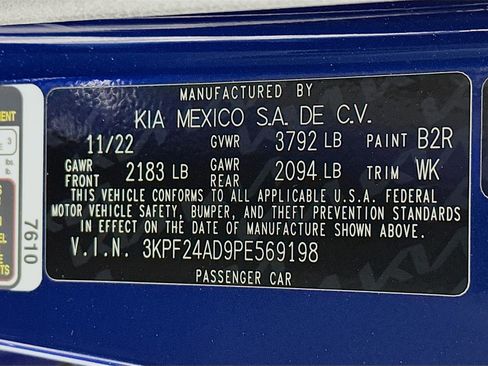 MANUFACTURED BY
KIA MEXICO S.A. DE C.V.
11/22 GVWR 3792 LB PAINT B2R
GAWR FRONT 2183 LB GAWR REAR 2094 LB TRIM WK
THIS VEHICLE CONFORMS TO ALL APPLICABLE U.S.A. FEDERAL
MOTOR VEHICLE SAFETY, BUMPER, AND THEFT PREVENTION STANDARDS
IN EFFECT ON THE DATE OF MANUFACTURE SHOWN ABOVE.
V.I.N. 3KPF24AD9PE569198
PASSENGER CAR
7610
3
lbs.